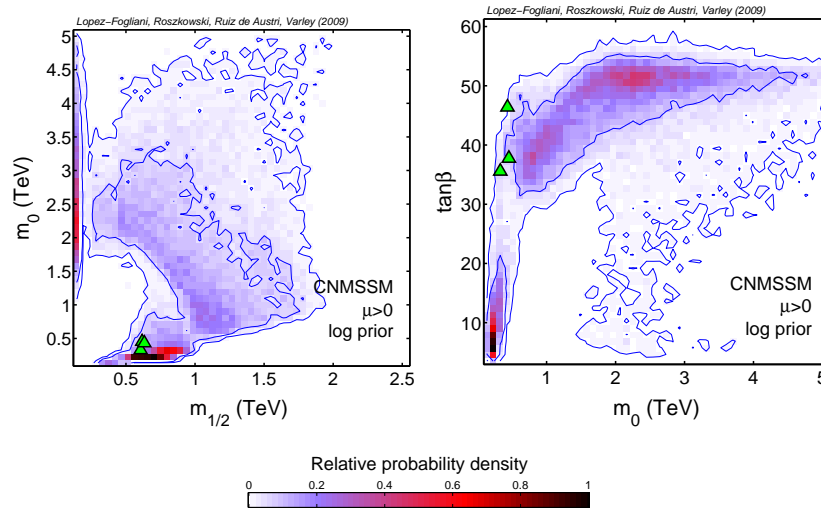 Lopez−Fogliani, Roszkowski, Ruiz de Austri, Varley (2009)
m0 (TeV)
5
4.5
4
3.5
3
2.5
2
1.5
1
0.5
CNMSSM
μ>0
log prior
0.5 1 1.5 2 2.5
m1/2 (TeV)
Lopez−Fogliani, Roszkowski, Ruiz de Austri, Varley (2009)
tanβ
60
50
40
30
20
10
CNMSSM
μ>0
log prior
1 2 3 4 5
m0 (TeV)
Relative probability density
0 0.2 0.4 0.6 0.8 1